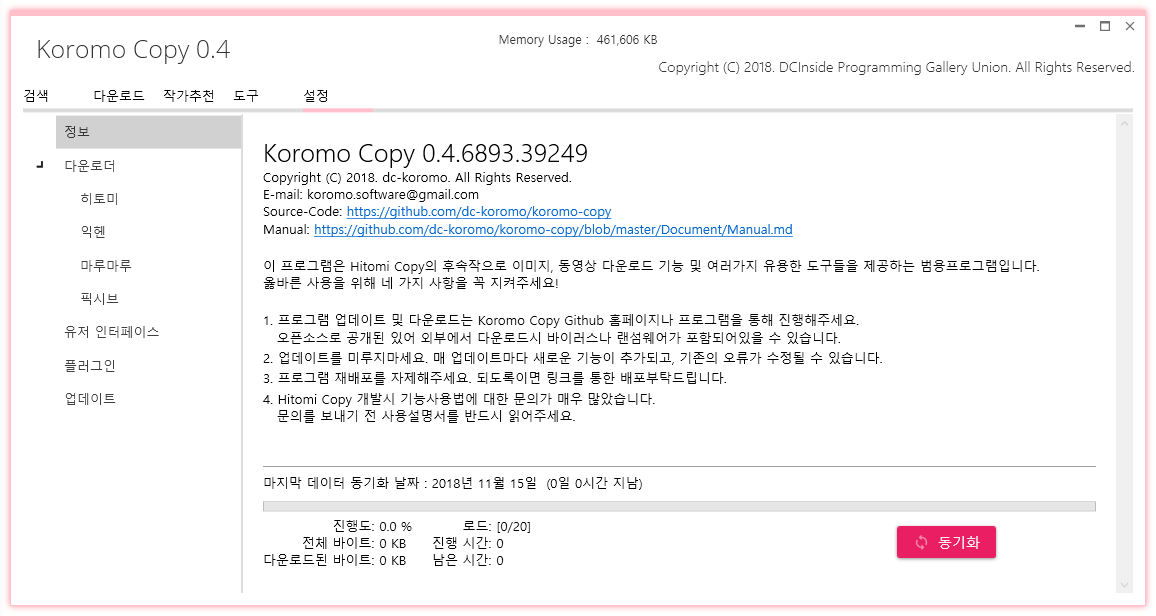 Koromo Copy 0.4
Memory Usage : 461,606 KB
Copyright (C) 2018. DCInside Programming Gallery Union. All Rights Reserved.
검색 다운로드 작가추천 도구 설정
정보
다운로더
히토미
익헨
마루마루
픽시브
유저 인터페이스
플러그인
업데이트
Koromo Copy 0.4.6893.39249
Copyright (C) 2018. dc-koromo. All Rights Reserved.
E-mail: koromo.software@gmail.com
Source-Code: https://github.com/dc-koromo/koromo-copy
Manual: https://github.com/dc-koromo/koromo-copy/blob/master/Document/Manual.md
이 프로그램은 Hitomi Copy의 후속작으로 이미지, 동영상 다운로드 기능 및 여러가지 유용한 도구들을 제공하는 범용프로그램입니다.
옳바른 사용을 위해 네 가지 사항을 꼭 지켜주세요!
1. 프로그램 업데이트 및 다운로드는 Koromo Copy Github 홈페이지나 프로그램을 통해 진행해주세요.
오픈소스로 공개된 있어 외부에서 다운로드시 바이러스나 랜섬웨어가 포함되어있을 수 있습니다.
2. 업데이트를 미루지마세요. 매 업데이트마다 새로운 기능이 추가되고, 기존의 오류가 수정될 수 있습니다.
3. 프로그램 재배포를 자제해주세요. 되도록이면 링크를 통한 배포부탁드립니다.
4. Hitomi Copy 개발시 기능사용법에 대한 문의가 매우 많았습니다.
문의를 보내기 전 사용설명서를 반드시 읽어주세요.
마지막 데이터 동기화 날짜 : 2018년 11월 15일 (0일 0시간 지남)
진행도: 0.0 % 로드: [0/20]
전체 바이트: 0 KB 진행 시간: 0
다운로드된 바이트: 0 KB 남은 시간: 0
동기화